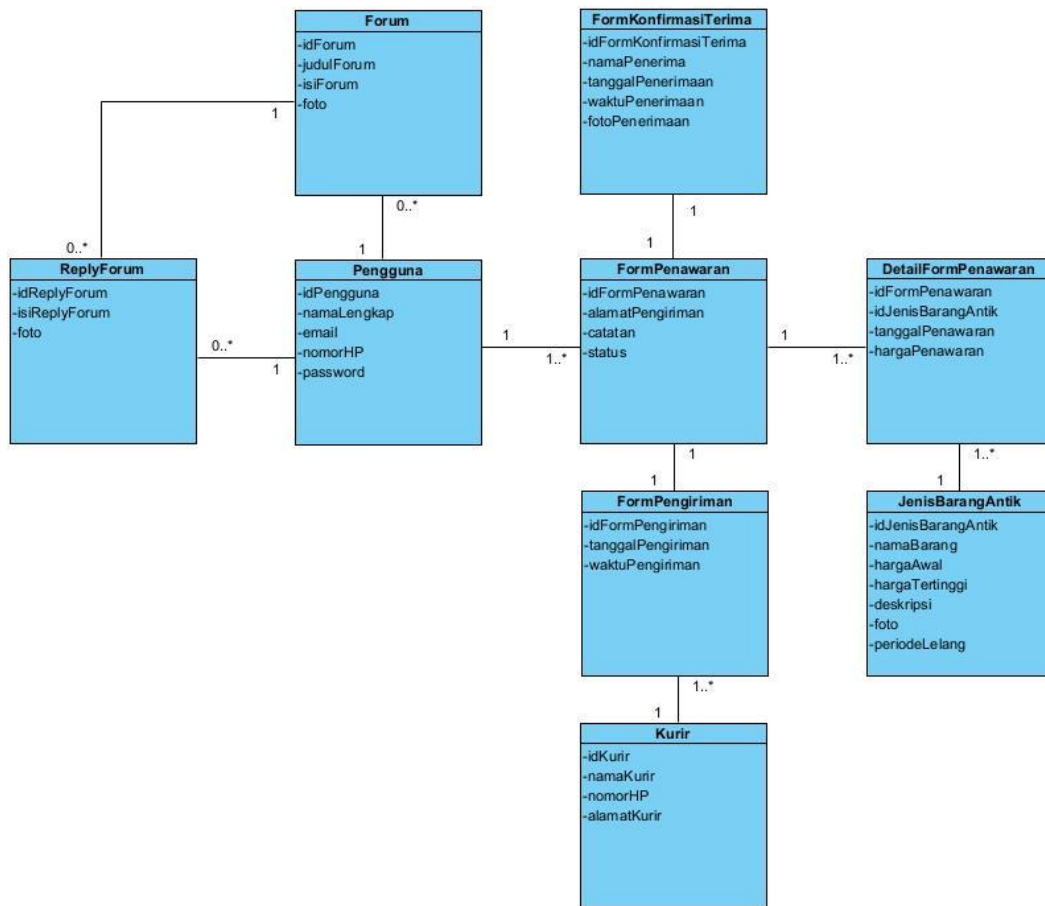 Forum
-idForum
-judulForum
-isiForum
-foto
1
0..*
FormKonfirmasiTerima
-idFormKonfirmasiTerima
-namaPenerima
-tanggalPenerimaan
-waktuPenerimaan
-fotoPenerimaan
1
0..*
1
1
ReplyForum
-idReplyForum
-isiReplyForum
-foto
0..*
1
Pengguna
-idPengguna
-namaLengkap
-email
-nomorHP
-password
1
1..*
FormPenawaran
-idFormPenawaran
-alamatPengiriman
-catatan
-status
1
1..*
DetailFormPenawaran
-idFormPenawaran
-idJenisBarangAntik
-tanggalPenawaran
-hargaPenawaran
1
1
1..*
1
FormPengiriman
-idFormPengiriman
-tanggalPengiriman
-waktuPengiriman
JenisBarangAntik
-idJenisBarangAntik
-namaBarang
-hargaAwal
-hargaTertinggi
-deskripsi
-foto
-periodeLelang
1..*
1
Kurir
-idKurir
-namaKurir
-nomorHP
-alamatKurir